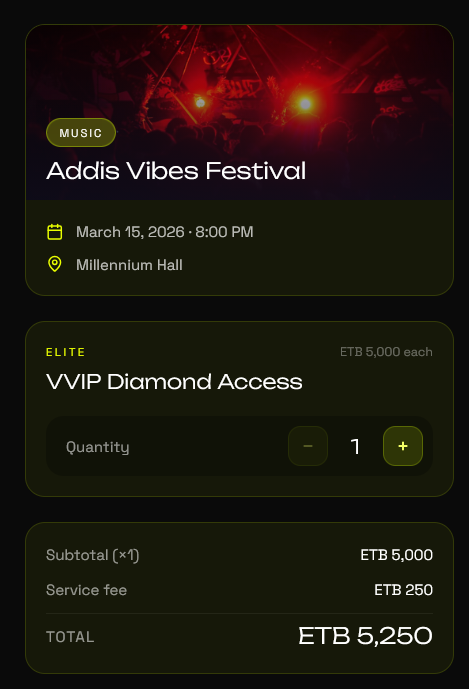 MUSIC
Addis Vibes Festival
March 15, 2026 · 8:00 PM
Millennium Hall
ELITE
ETB 5,000 each
VVIP Diamond Access
Quantity − 1 +
Subtotal (×1) ETB 5,000
Service fee ETB 250
TOTAL ETB 5,250